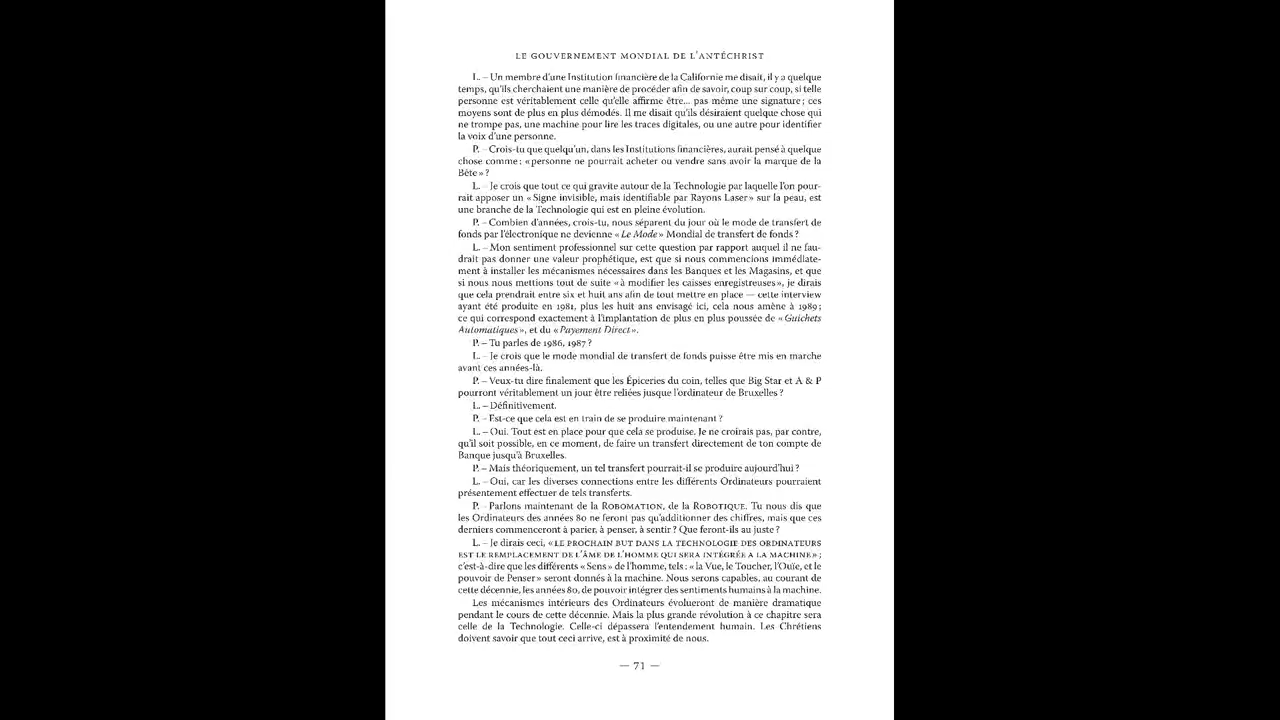 LE GOUVERNEMENT MONDIAL DE L'ANTÉCHRIST
L. – Un membre d'une Institution financière de la Californie me disait, il y a quelque
temps, qu'ils cherchaient une manière de procéder afin de savoir, coup sur coup, si telle
personne est véritablement celle qu'elle affirme être… pas même une signature ; ces
moyens sont de plus en plus démodés. Il me disait qu'ils désiraient quelque chose qui
ne trompe pas, une machine pour lire les traces digitales, ou une autre pour identifier
la voix d'une personne.
P. – Crois-tu que quelqu'un, dans les Institutions financières, aurait pensé à quelque
chose comme : « personne ne pourrait acheter ou vendre sans avoir la marque de la
Bête » ?
L. – Je crois que tout ce qui gravite autour de la Technologie par laquelle l'on pour-
rait apposer un « Signe invisible, mais identifiable par Rayons Laser » sur la peau, est
une branche de la Technologie qui est en pleine évolution.
P. – Combien d'années, crois-tu, nous séparent du jour où le mode de transfert de
fonds par l'électronique ne devienne « Le Mode » Mondial de transfert de fonds ?
L. – Mon sentiment professionnel sur cette question par rapport auquel il ne fau-
drait pas donner une valeur prophétique, est que si nous commencions immédiate-
ment à installer les mécanismes nécessaires dans les Banques et les Magasins, et que
si nous nous mettions tout de suite « à modifier les caisses enregistreuses », je dirais
que cela prendrait entre six et huit ans afin de tout mettre en place — cette interview
ayant été produite en 1981, plus les huit ans envisagé ici, cela nous amène à 1989 ;
ce qui correspond exactement à l'implantation de plus en plus poussée de « Guichets
Automatiques », et du « Payement Direct ».
P. – Tu parles de 1986, 1987 ?
L. – Je crois que le mode mondial de transfert de fonds puisse être mis en marche
avant ces années-là.
P. – Veux-tu dire finalement que les Épiceries du coin, telles que Big Star et A & P
pourront véritablement un jour être reliées jusque l'ordinateur de Bruxelles ?
L. – Définitivement.
P. – Est-ce que cela est en train de se produire maintenant ?
L. – Oui. Tout est en place pour que cela se produise. Je ne croirais pas, par contre,
qu'il soit possible, en ce moment, de faire un transfert directement de ton compte de
Banque jusqu'à Bruxelles.
P. – Mais théoriquement, un tel transfert pourrait-il se produire aujourd'hui ?
L. – Oui, car les diverses connections entre les différents Ordinateurs pourraient
présentement effectuer de tels transferts.
P. – Parlons maintenant de la ROBOMATION, de la ROBOTIQUE. Tu nous dis que
les Ordinateurs des années 80 ne feront pas qu'additionner des chiffres, mais que ces
derniers commenceront à parier, à penser, à sentir ? Que feront-ils au juste ?
L. – Je dirais ceci, « LE PROCHAIN BUT DANS LA TECHNOLOGIE DES ORDINATEURS
EST LE REMPLACEMENT DE L'ÂME DE L'HOMME QUI SERA INTÉGRÉE A LA MACHINE » ;
c'est-à-dire que les différents « Sens » de l'homme, tels : « la Vue, le Toucher, l'Ouïe, et le
pouvoir de Penser » seront donnés à la machine. Nous serons capables, au courant de
cette décennie, les années 80, de pouvoir intégrer des sentiments humains à la machine.
Les mécanismes intérieurs des Ordinateurs évolueront de manière dramatique
pendant le cours de cette décennie. Mais la plus grande révolution à ce chapitre sera
celle de la Technologie. Celle-ci dépassera l'entendement humain. Les Chrétiens
doivent savoir que tout ceci arrive, est à proximité de nous.
— 71 —